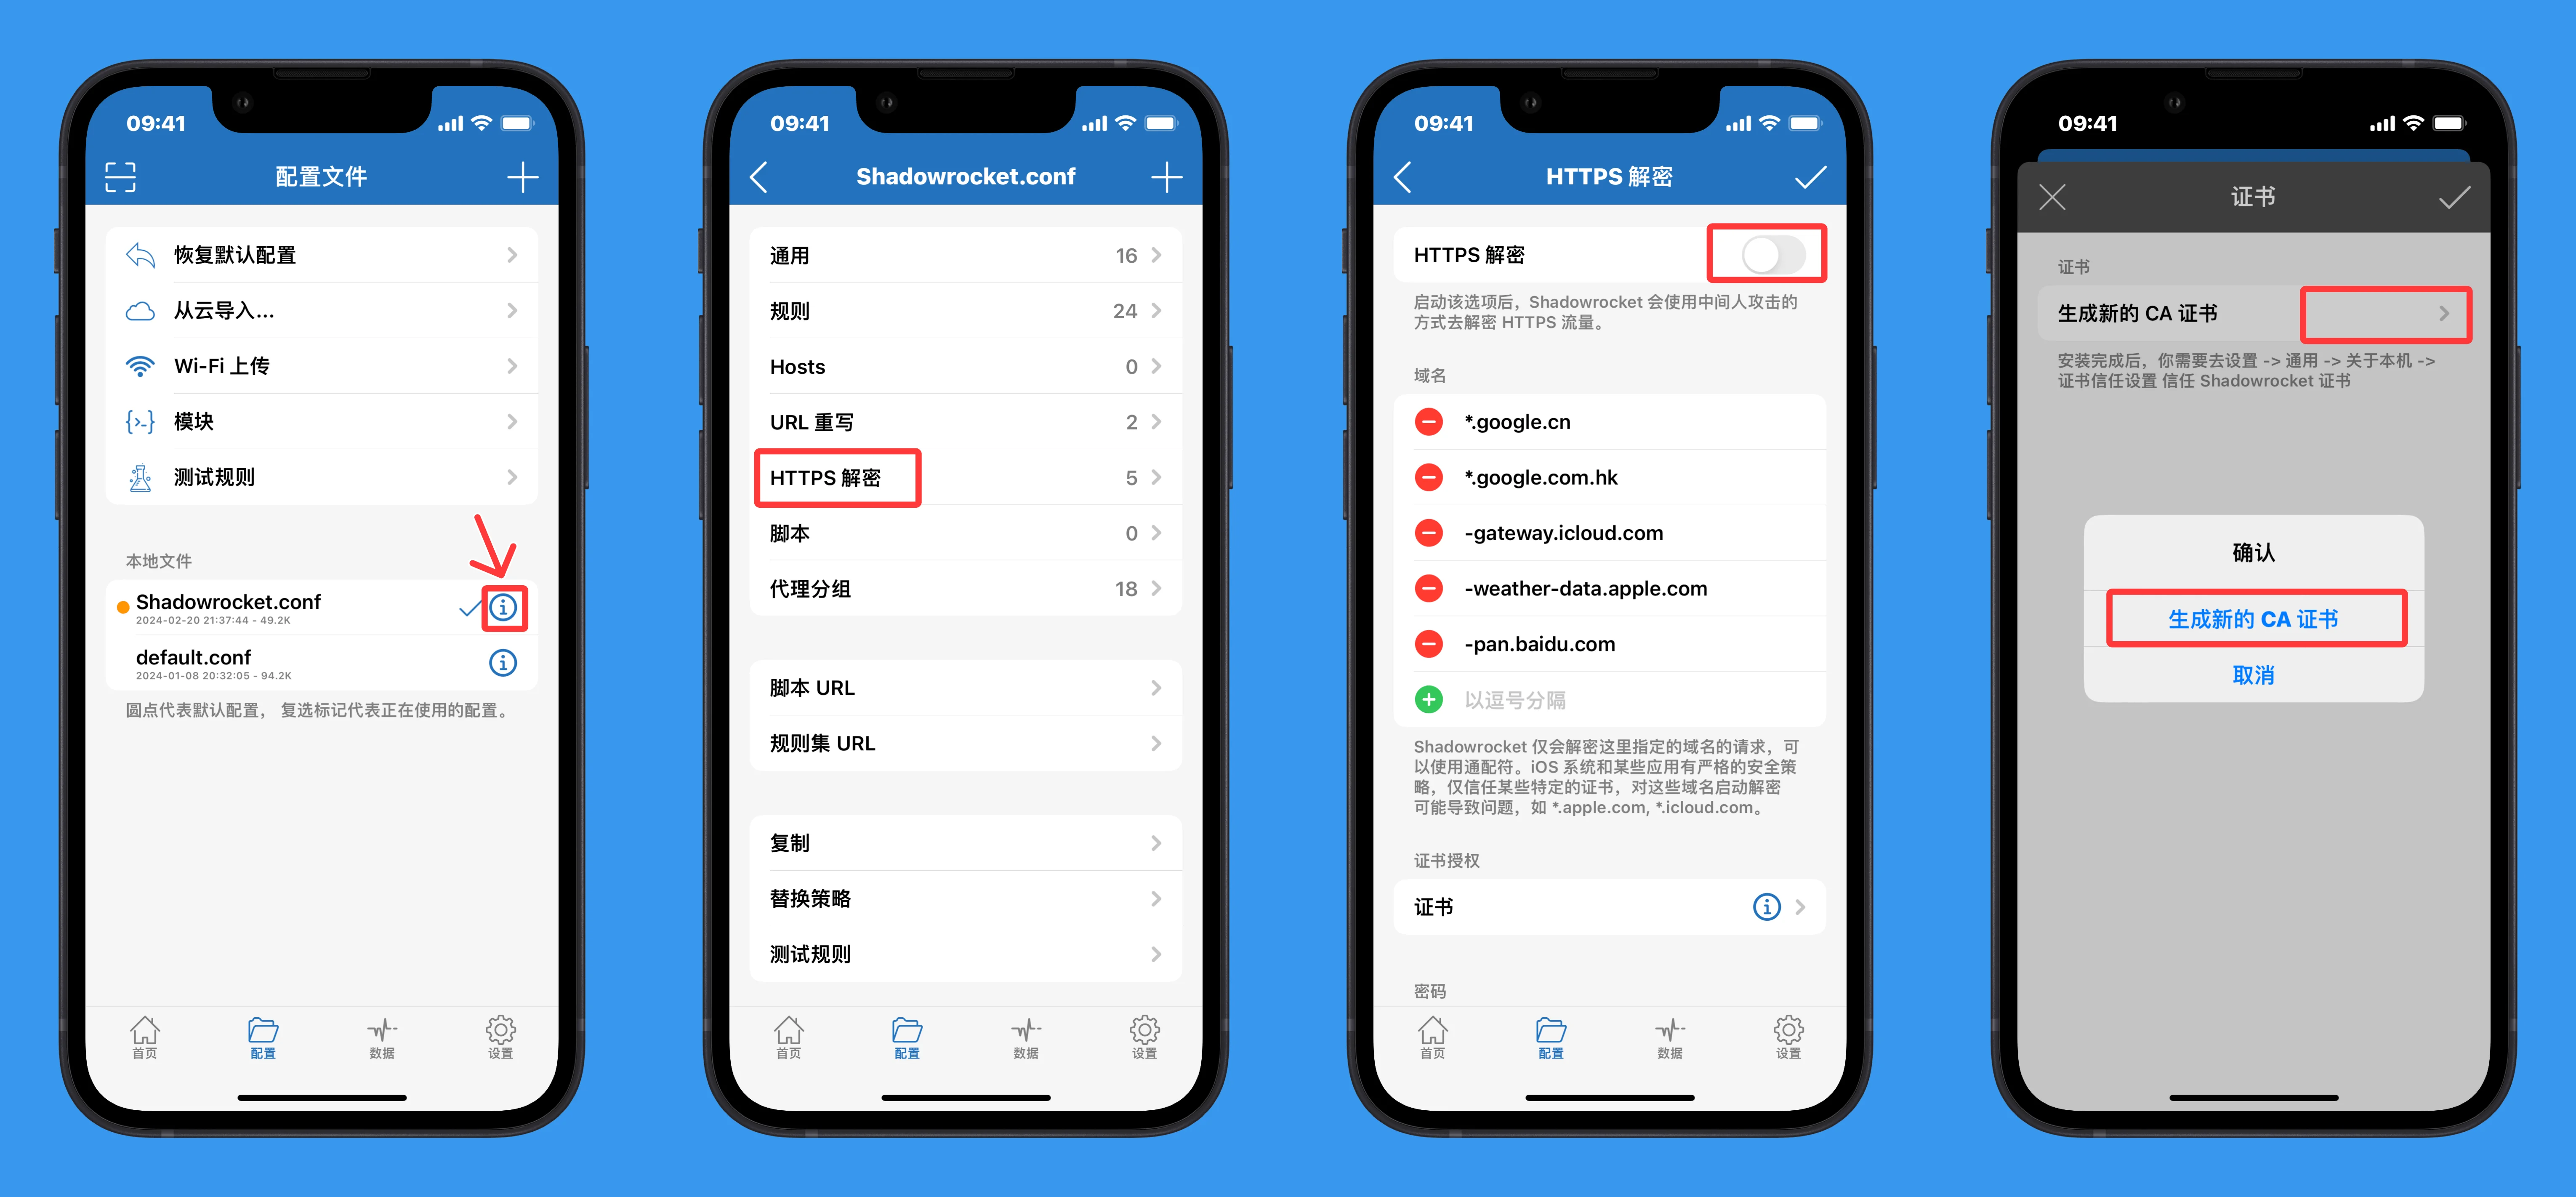 09:41
配置文件
恢复默认配置
从云导入...
Wi-Fi 上传
模块
测试规则
本地文件
Shadowrocket.conf
2024-02-20 21:37:44 - 49.2K
default.conf
2024-01-08 20:32:05 - 94.2K
圆点代表默认配置， 复选标记代表正在使用的配置。
首页 配置 数据 设置
09:41
Shadowrocket.conf
通用 16
规则 24
Hosts 0
URL 重写 2
HTTPS 解密 5
脚本 0
代理分组 18
脚本 URL
规则集 URL
复制
替换策略
测试规则
首页 配置 数据 设置
09:41
HTTPS 解密
HTTPS 解密
启动该选项后，Shadowrocket 会使用中间人攻击的
方式去解密 HTTPS 流量。
域名
*.google.cn
*.google.com.hk
-gateway.icloud.com
-weather-data.apple.com
-pan.baidu.com
以逗号分隔
Shadowrocket 仅会解密这里指定的域名的请求，可
以使用通配符。iOS 系统和某些应用有严格的安全策
略，仅信任某些特定的证书，对这些域名启动解密
可能导致问题，如 *.apple.com, *.icloud.com。
证书授权
证书
密码
首页 配置 数据 设置
09:41
证书
证书
生成新的 CA 证书
安装完成后，你需要去设置 -> 通用 -> 关于本机 ->
证书信任设置 信任 Shadowrocket 证书
确认
生成新的 CA 证书
取消